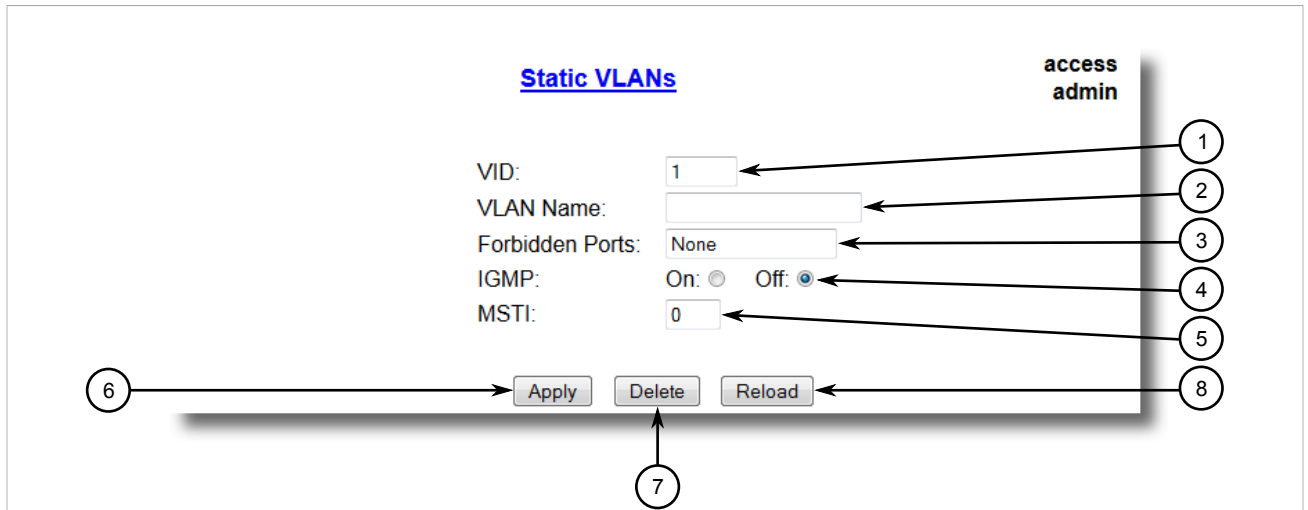 Static VLANs
access
admin
VID: 1
VLAN Name:
Forbidden Ports: None
IGMP: On: Off:
MSTI: 0
Apply Delete Reload
1
2
3
4
5
6
7
8